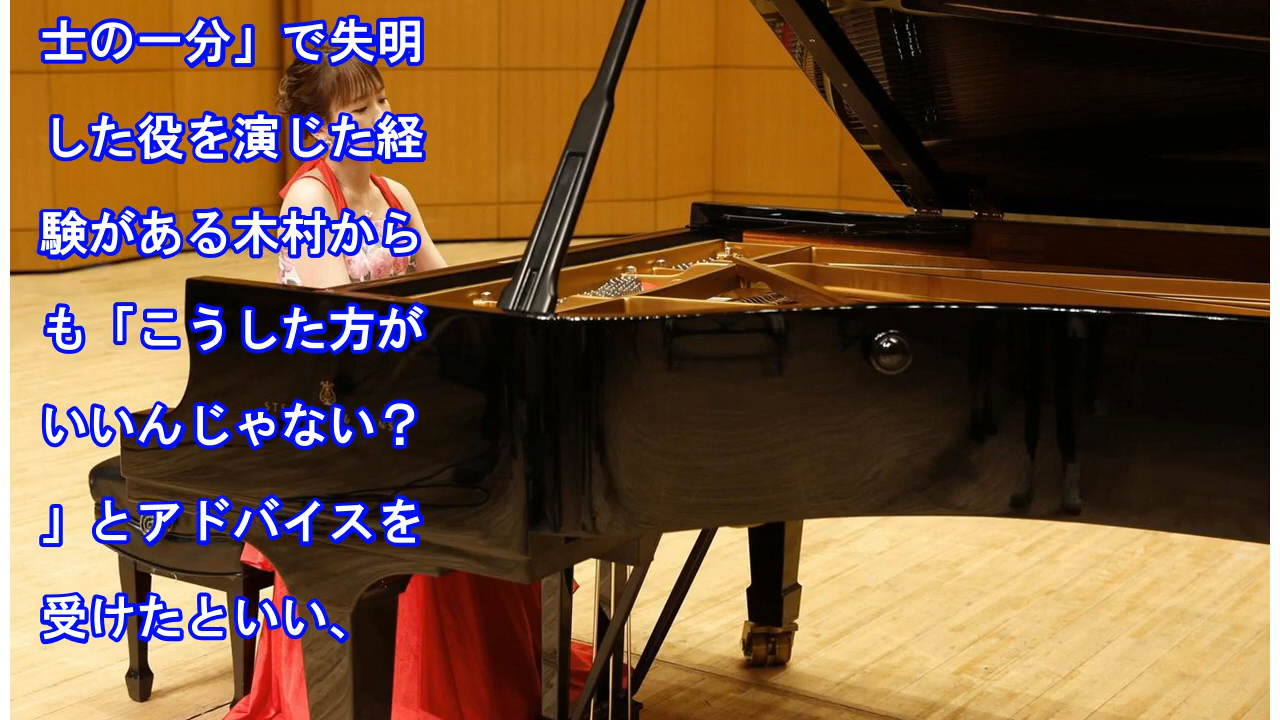 士の一分」で失明
した役を演じた経
験がある木村から
も「こうした方が
いいんじゃない？
」とアドバイスを
受けたといい、